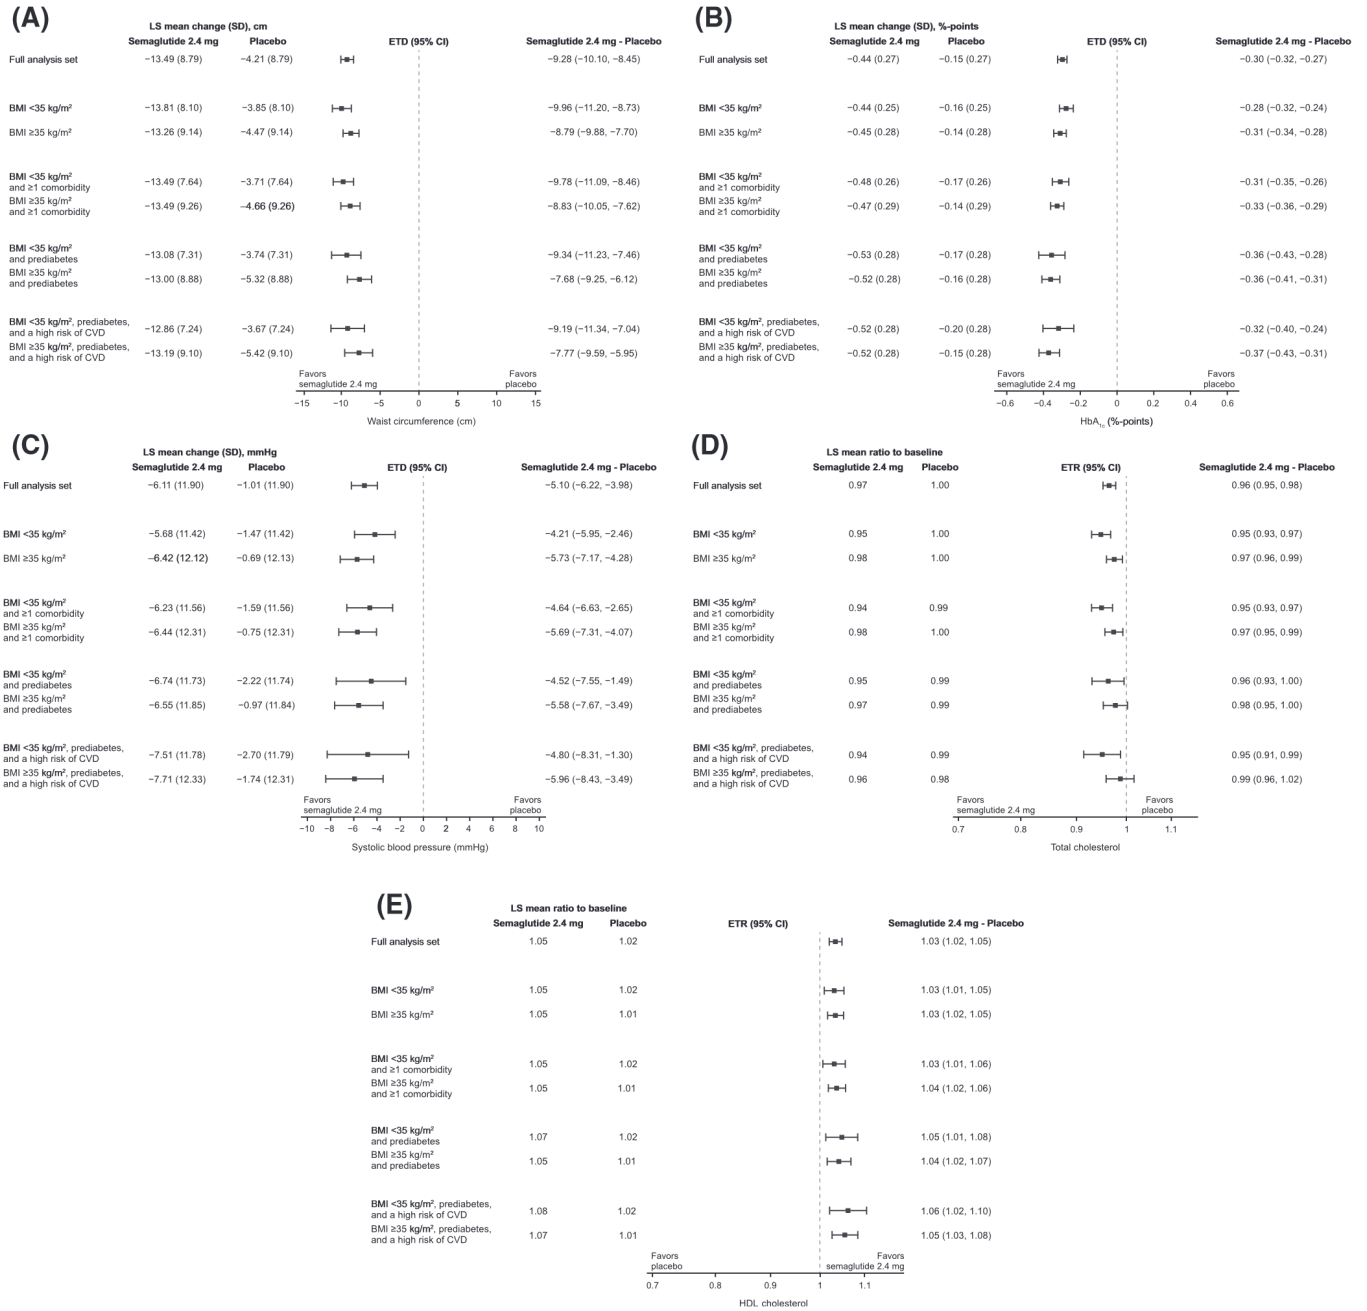 (A)
LS mean change (SD), cm
Semaglutide 2.4 mg Placebo ETD (95% CI) Semaglutide 2.4 mg - Placebo
Full analysis set −13.49 (8.79) −4.21 (8.79) −9.28 (−10.10, −8.45)
BMI <35 kg/m² −13.81 (8.10) −3.85 (8.10) −9.96 (−11.20, −8.73)
BMI ≥35 kg/m² −13.26 (9.14) −4.47 (9.14) −8.79 (−9.88, −7.70)
BMI <35 kg/m²
and ≥1 comorbidity −13.49 (7.64) −3.71 (7.64) −9.78 (−11.09, −8.46)
BMI ≥35 kg/m²
and ≥1 comorbidity −13.49 (9.26) −4.66 (9.26) −8.83 (−10.05, −7.62)
BMI <35 kg/m²
and prediabetes −13.08 (7.31) −3.74 (7.31) −9.34 (−11.23, −7.46)
BMI ≥35 kg/m²
and prediabetes −13.00 (8.88) −5.32 (8.88) −7.68 (−9.25, −6.12)
BMI <35 kg/m², prediabetes,
and a high risk of CVD −12.86 (7.24) −3.67 (7.24) −9.19 (−11.34, −7.04)
BMI ≥35 kg/m², prediabetes,
and a high risk of CVD −13.19 (9.10) −5.42 (9.10) −7.77 (−9.59, −5.95)
Favors Favors
semaglutide 2.4 mg placebo
−15 −10 −5 0 5 10 15
Waist circumference (cm)
(B)
LS mean change (SD), %-points
Semaglutide 2.4 mg Placebo ETD (95% CI) Semaglutide 2.4 mg - Placebo
Full analysis set −0.44 (0.27) −0.15 (0.27) −0.30 (−0.32, −0.27)
BMI <35 kg/m² −0.44 (0.25) −0.16 (0.25) −0.28 (−0.32, −0.24)
BMI ≥35 kg/m² −0.45 (0.28) −0.14 (0.28) −0.31 (−0.34, −0.28)
BMI <35 kg/m²
and ≥1 comorbidity −0.48 (0.26) −0.17 (0.26) −0.31 (−0.35, −0.26)
BMI ≥35 kg/m²
and ≥1 comorbidity −0.47 (0.29) −0.14 (0.29) −0.33 (−0.36, −0.29)
BMI <35 kg/m²
and prediabetes −0.53 (0.28) −0.17 (0.28) −0.36 (−0.43, −0.28)
BMI ≥35 kg/m²
and prediabetes −0.52 (0.28) −0.16 (0.28) −0.36 (−0.41, −0.31)
BMI <35 kg/m², prediabetes,
and a high risk of CVD −0.52 (0.28) −0.20 (0.28) −0.32 (−0.40, −0.24)
BMI ≥35 kg/m², prediabetes,
and a high risk of CVD −0.52 (0.28) −0.15 (0.28) −0.37 (−0.43, −0.31)
Favors Favors
semaglutide 2.4 mg placebo
−0.6 −0.4 −0.2 0 0.2 0.4 0.6
HbA1c (%-points)
(C)
LS mean change (SD), mmHg
Semaglutide 2.4 mg Placebo ETD (95% CI) Semaglutide 2.4 mg - Placebo
Full analysis set −6.11 (11.90) −1.01 (11.90) −5.10 (−6.22, −3.98)
BMI <35 kg/m² −5.68 (11.42) −1.47 (11.42) −4.21 (−5.95, −2.46)
BMI ≥35 kg/m² −6.42 (12.12) −0.69 (12.13) −5.73 (−7.17, −4.28)
BMI <35 kg/m²
and ≥1 comorbidity −6.23 (11.56) −1.59 (11.56) −4.64 (−6.63, −2.65)
BMI ≥35 kg/m²
and ≥1 comorbidity −6.44 (12.31) −0.75 (12.31) −5.69 (−7.31, −4.07)
BMI <35 kg/m²
and prediabetes −6.74 (11.73) −2.22 (11.74) −4.52 (−7.55, −1.49)
BMI ≥35 kg/m²
and prediabetes −6.55 (11.85) −0.97 (11.84) −5.58 (−7.67, −3.49)
BMI <35 kg/m², prediabetes,
and a high risk of CVD −7.51 (11.78) −2.70 (11.79) −4.80 (−8.31, −1.30)
BMI ≥35 kg/m², prediabetes,
and a high risk of CVD −7.71 (12.33) −1.74 (12.31) −5.96 (−8.43, −3.49)
Favors Favors
semaglutide 2.4 mg placebo
−10 −8 −6 −4 −2 0 2 4 6 8 10
Systolic blood pressure (mmHg)
(D)
LS mean ratio to baseline
Semaglutide 2.4 mg Placebo ETR (95% CI) Semaglutide 2.4 mg - Placebo
Full analysis set 0.97 1.00 0.96 (0.95, 0.98)
BMI <35 kg/m² 0.95 1.00 0.95 (0.93, 0.97)
BMI ≥35 kg/m² 0.98 1.00 0.97 (0.96, 0.99)
BMI <35 kg/m²
and ≥1 comorbidity 0.94 0.99 0.95 (0.93, 0.97)
BMI ≥35 kg/m²
and ≥1 comorbidity 0.98 1.00 0.97 (0.95, 0.99)
BMI <35 kg/m²
and prediabetes 0.95 0.99 0.96 (0.93, 1.00)
BMI ≥35 kg/m²
and prediabetes 0.97 0.99 0.98 (0.95, 1.00)
BMI <35 kg/m², prediabetes,
and a high risk of CVD 0.94 0.99 0.95 (0.91, 0.99)
BMI ≥35 kg/m², prediabetes,
and a high risk of CVD 0.96 0.98 0.99 (0.96, 1.02)
Favors Favors
semaglutide 2.4 mg placebo
0.7 0.8 0.9 1 1.1
Total cholesterol
(E)
LS mean ratio to baseline
Semaglutide 2.4 mg Placebo ETR (95% CI) Semaglutide 2.4 mg - Placebo
Full analysis set 1.05 1.02 1.03 (1.02, 1.05)
BMI <35 kg/m² 1.05 1.02 1.03 (1.01, 1.05)
BMI ≥35 kg/m² 1.05 1.01 1.03 (1.02, 1.05)
BMI <35 kg/m²
and ≥1 comorbidity 1.05 1.02 1.03 (1.01, 1.06)
BMI ≥35 kg/m²
and ≥1 comorbidity 1.05 1.01 1.04 (1.02, 1.06)
BMI <35 kg/m²
and prediabetes 1.07 1.02 1.05 (1.01, 1.08)
BMI ≥35 kg/m²
and prediabetes 1.05 1.01 1.04 (1.02, 1.07)
BMI <35 kg/m², prediabetes,
and a high risk of CVD 1.08 1.02 1.06 (1.02, 1.10)
BMI ≥35 kg/m², prediabetes,
and a high risk of CVD 1.07 1.01 1.05 (1.03, 1.08)
Favors Favors
placebo semaglutide 2.4 mg
0.7 0.8 0.9 1 1.1
HDL cholesterol